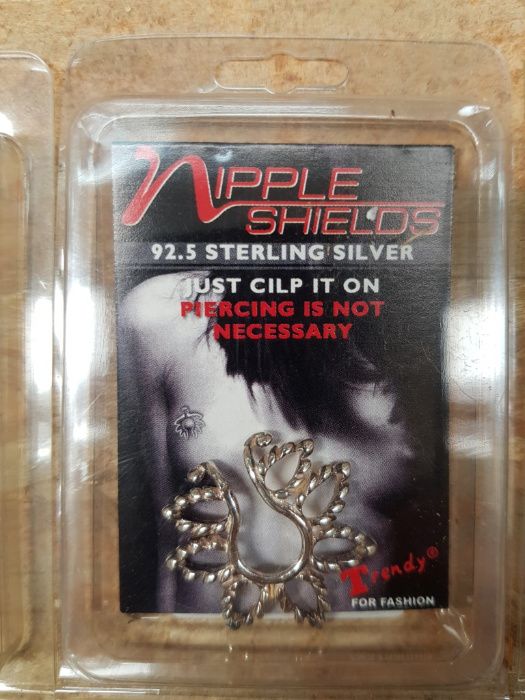 NIPPLE
SHIELDS
92.5 STERLING SILVER
JUST CILP IT ON
PIERCING IS NOT
NECESSARY
Trendy®
FOR FASHION